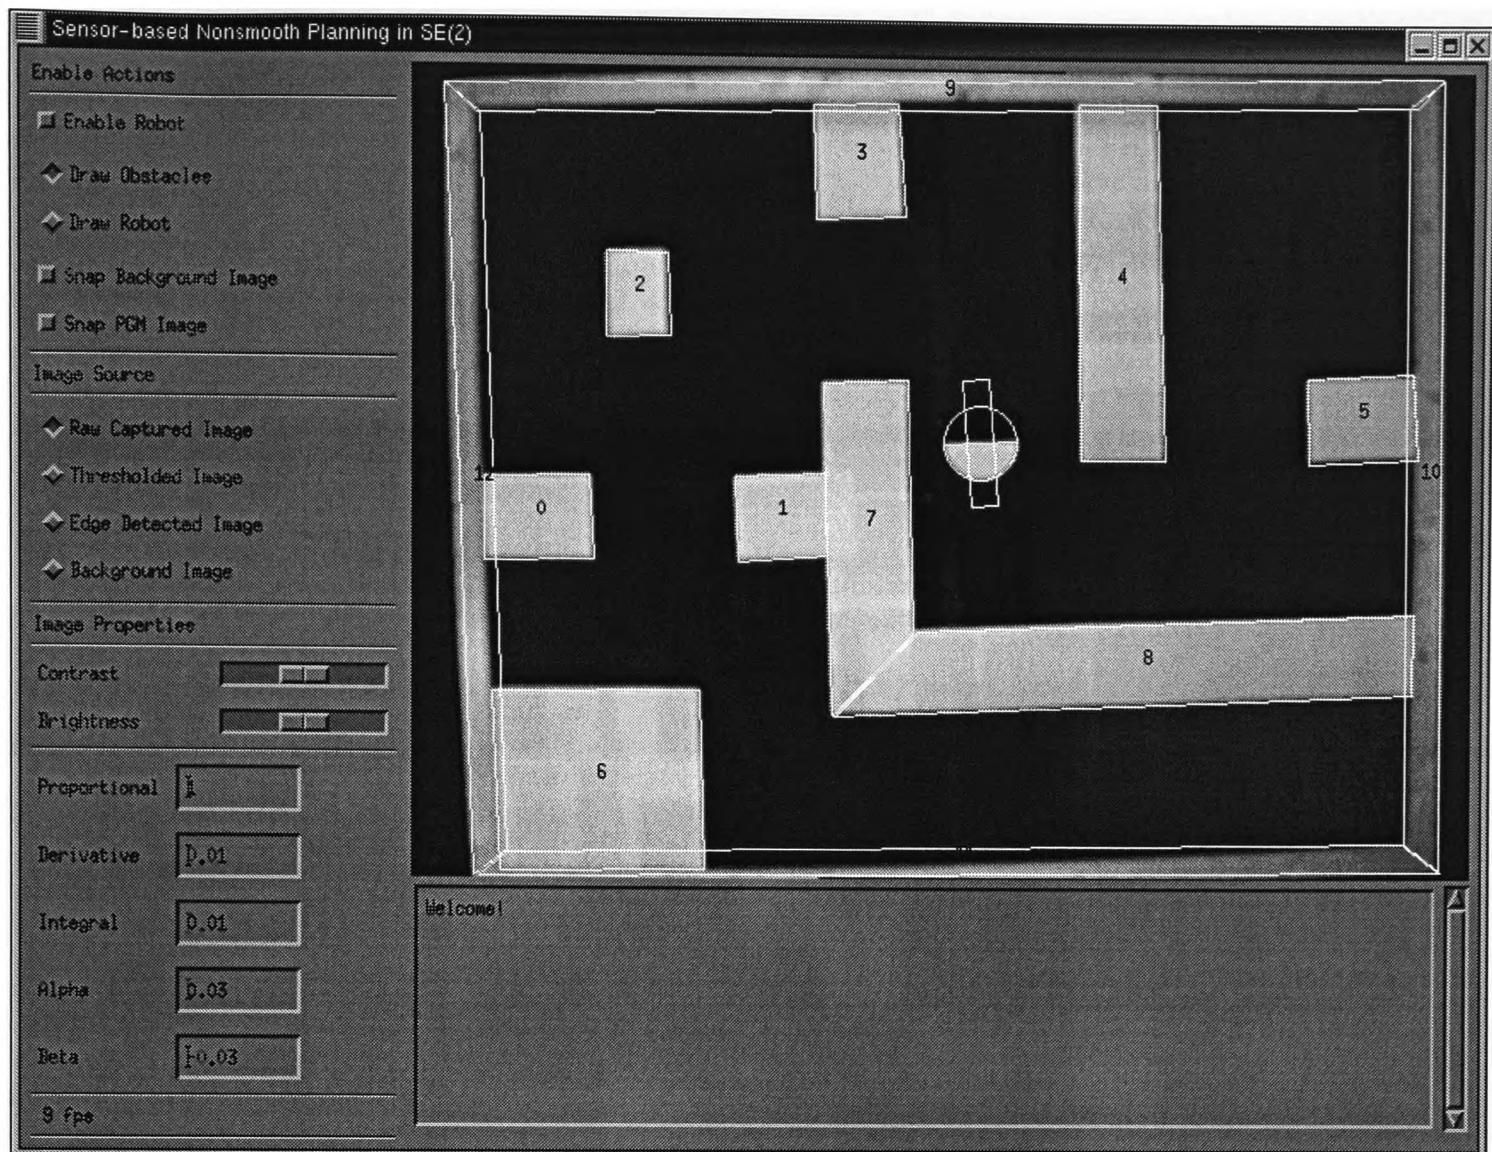 Sensor-based Nonsmooth Planning in SE(2)
Enable Actions
Enable Robot
Draw Obstacles
Draw Robot
Snap Background Image
Snap PGM Image
Image Source
Raw Captured Image
Thresholded Image
Edge Detected Image
Background Image
Image Properties
Contrast
Brightness
Proportional 1
Derivative 0.01
Integral 0.01
Alpha 0.03
Beta -0.03
9 fps
9
3
2
4
5
12
10
0
1
7
8
6
Welcome!